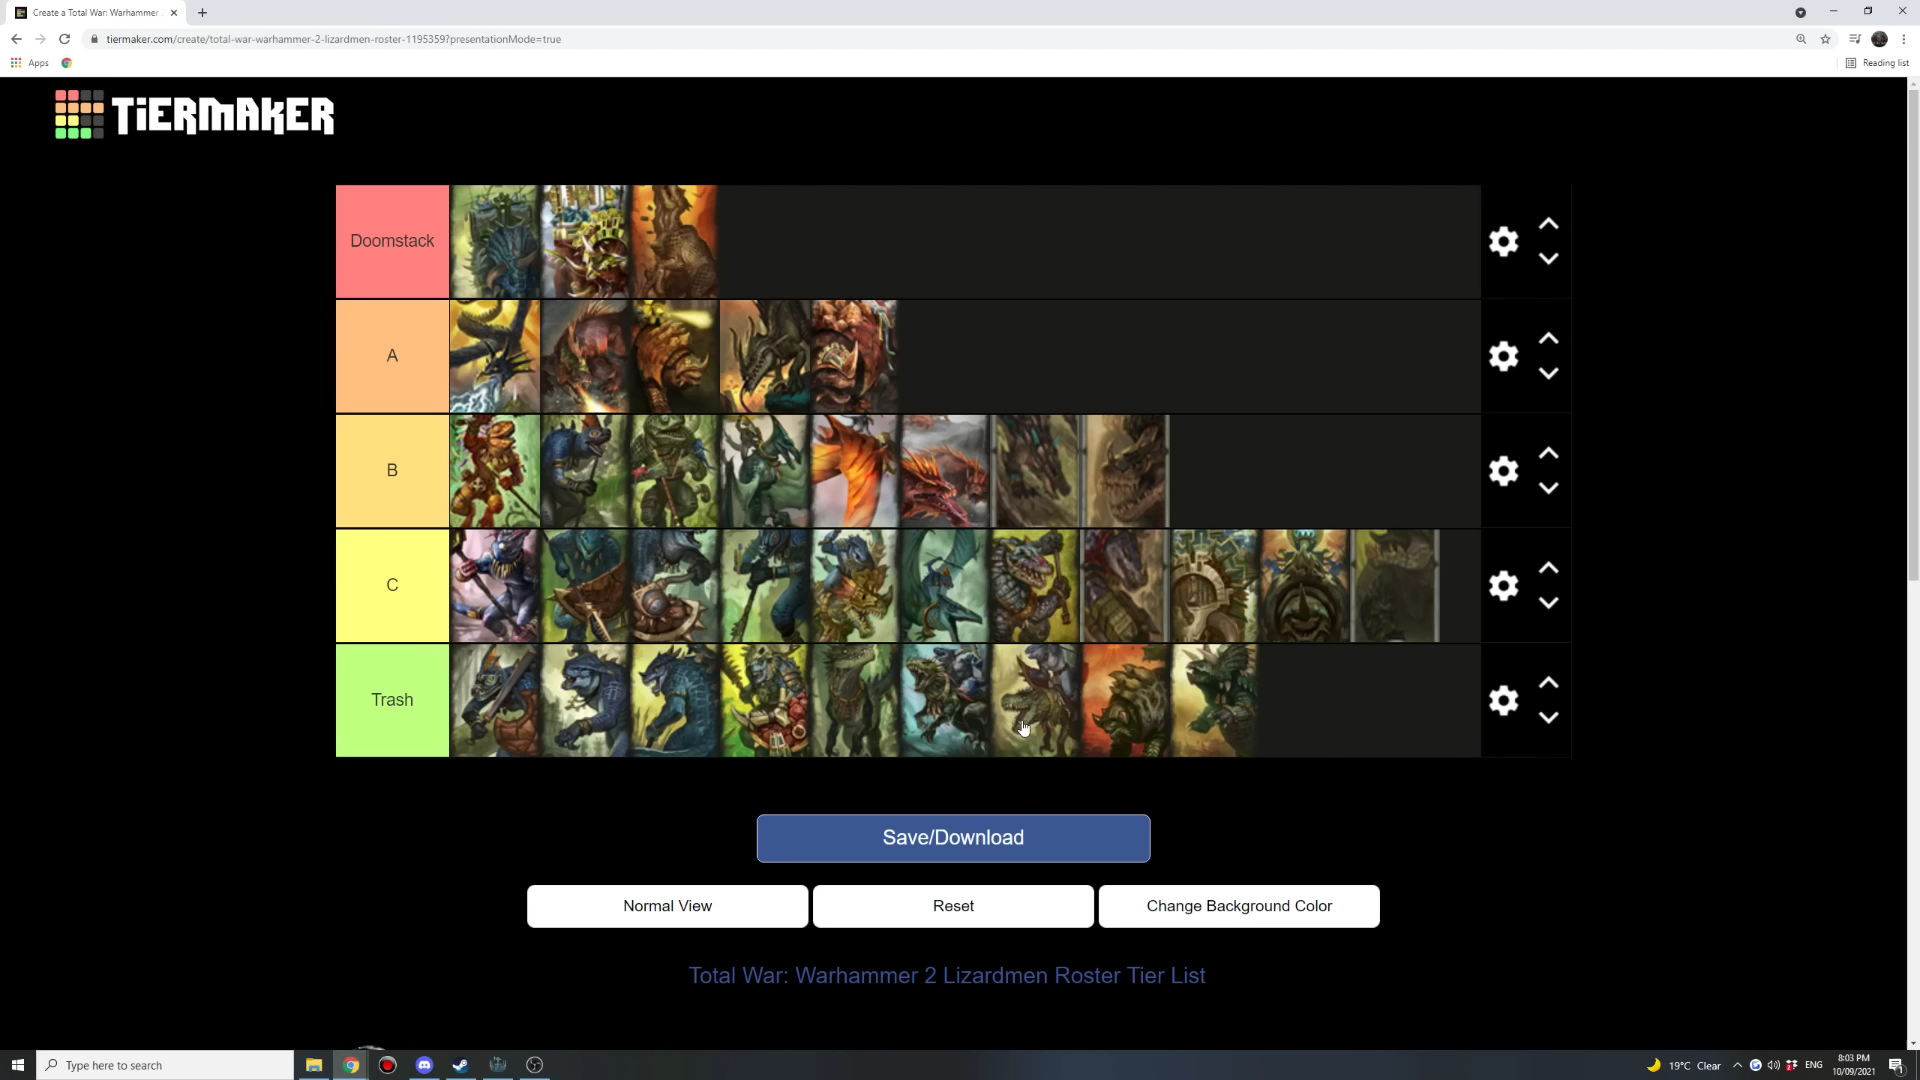 Create a Total War: Warhammer
tiermaker.com/create/total-war-warhammer-2-lizardmen-roster-1195359?presentationMode=true
Apps
Reading list
TiERMAKER
Doomstack
A
B
C
Trash
Save/Download
Normal View
Reset
Change Background Color
Total War: Warhammer 2 Lizardmen Roster Tier List
Type here to search
19°C Clear
ENG
8:03 PM
10/09/2021